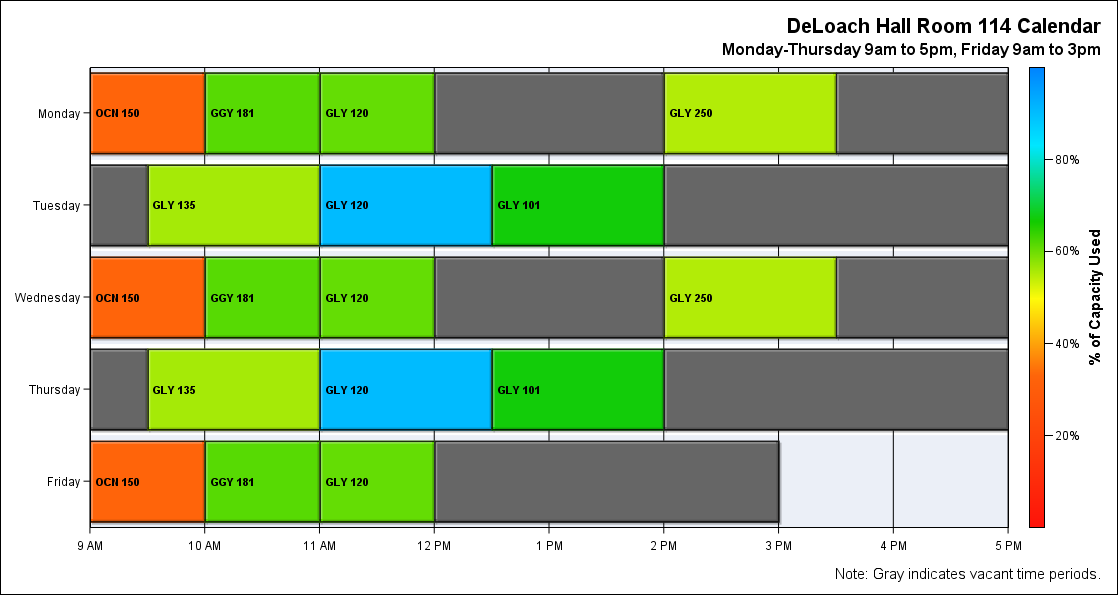 DeLoach Hall Room 114 Calendar
Monday-Thursday 9am to 5pm, Friday 9am to 3pm
Monday
OCN 150
GGY 181
GLY 120
GLY 250
Tuesday
GLY 135
GLY 120
GLY 101
Wednesday
OCN 150
GGY 181
GLY 120
GLY 250
Thursday
GLY 135
GLY 120
GLY 101
Friday
OCN 150
GGY 181
GLY 120
9 AM
10 AM
11 AM
12 PM
1 PM
2 PM
3 PM
4 PM
5 PM
80%
60%
40%
20%
% of Capacity Used
Note: Gray indicates vacant time periods.